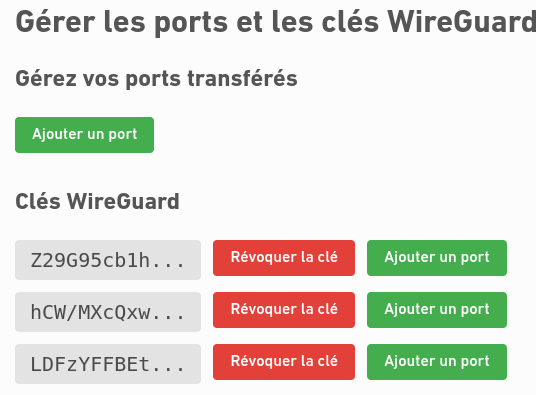 Gérer les ports et les clés WireGuard
Gérez vos ports transférés
Ajouter un port
Clés WireGuard
Z29G95cb1h... Révoquer la clé Ajouter un port
hCW/MXcQxw... Révoquer la clé Ajouter un port
LDFzYFFBEt... Révoquer la clé Ajouter un port